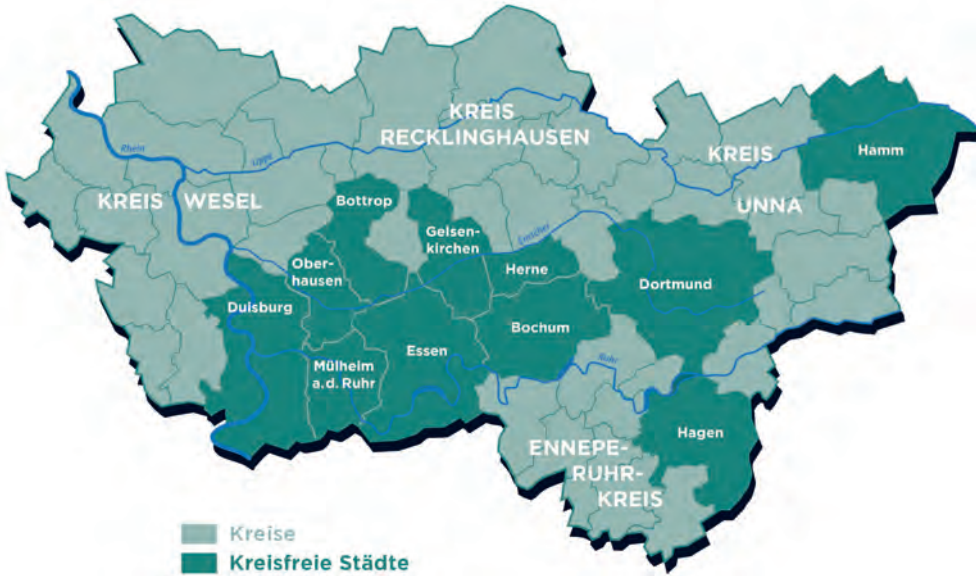 KREIS
RECKLINGHAUSEN
Rhein
Lippe
KREIS
Hamm
KREIS WESEL
Bottrop
UNNA
Gelsen-
kirchen
Emscher
Ober-
hausen
Herne
Dortmund
Duisburg
Bochum
Essen
Ruhr
Mülheim
a.d. Ruhr
Hagen
ENNEPE-
RUHR-
KREIS
Kreise
Kreisfreie Städte